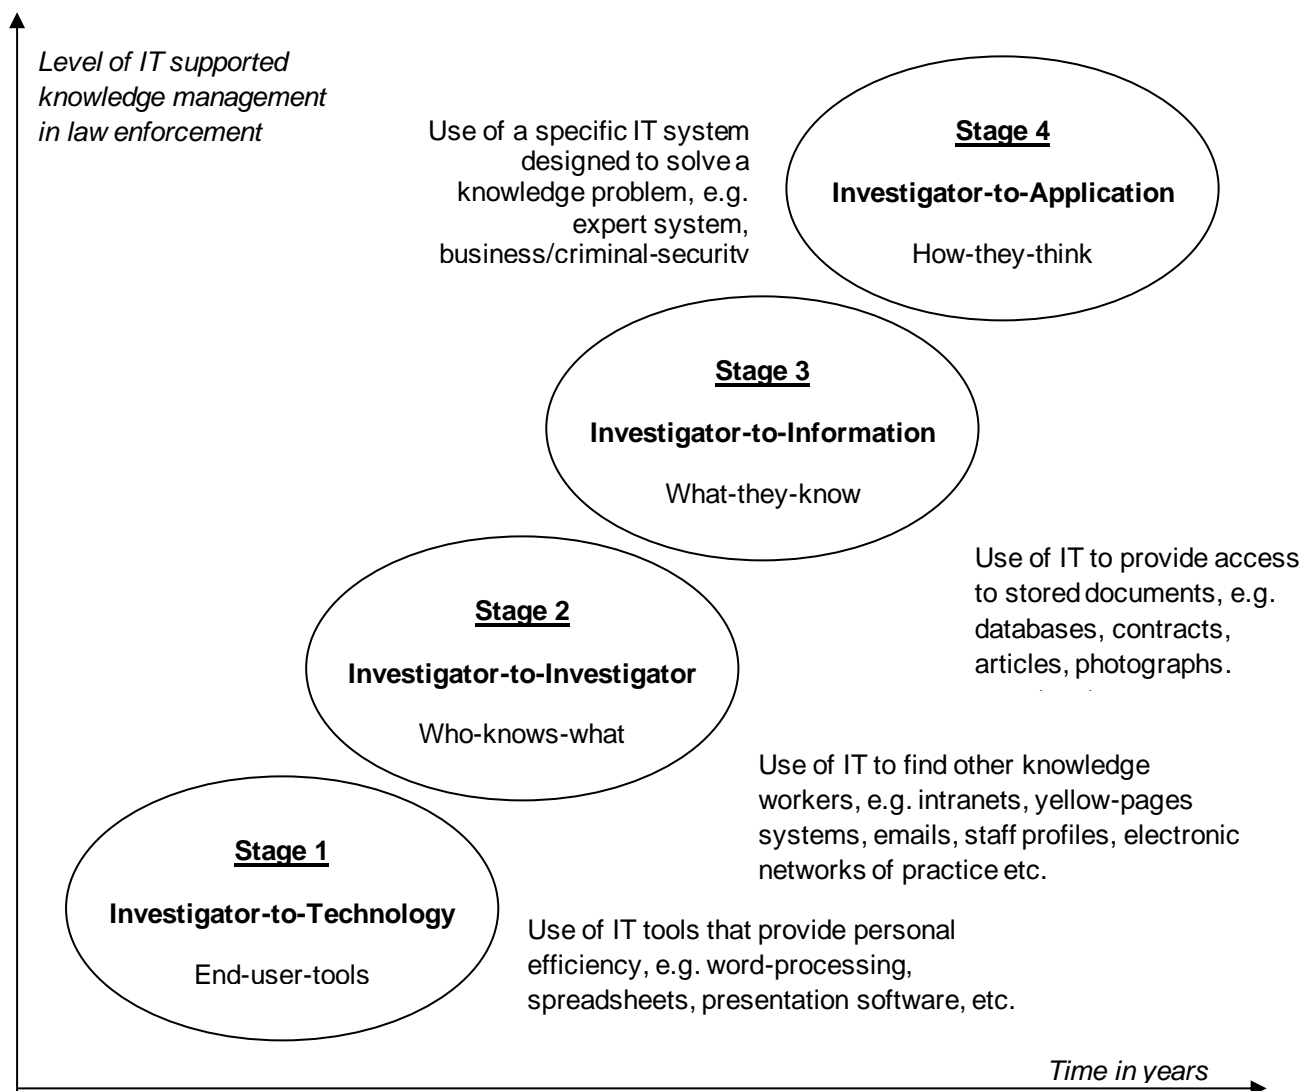 Level of IT supported
knowledge management
in law enforcement
Use of a specific IT system
designed to solve a
knowledge problem, e.g.
expert system,
business/criminal-security
Stage 4
Investigator-to-Application
How-they-think
Stage 3
Investigator-to-Information
What-they-know
Use of IT to provide access
to stored documents, e.g.
databases, contracts,
articles, photographs.
Stage 2
Investigator-to-Investigator
Who-knows-what
Use of IT to find other knowledge
workers, e.g. intranets, yellow-pages
systems, emails, staff profiles, electronic
networks of practice etc.
Stage 1
Investigator-to-Technology
End-user-tools
Use of IT tools that provide personal
efficiency, e.g. word-processing,
spreadsheets, presentation software, etc.
Time in years